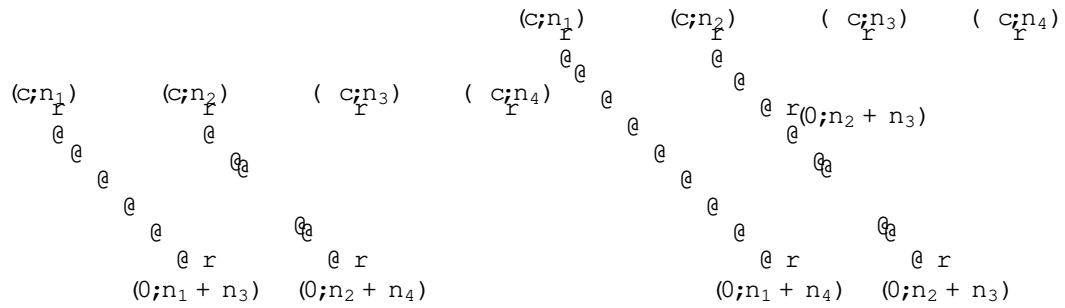 (c;n₁) (c;n₂) ( c;n₃) ( c;n₄)
r r r r
@ @
@ @
(c;n₁) (c;n₂) ( c;n₃) ( c;n₄) @
r r r r @ r (0;n₂ + n₃)
@ @ @ @
@ @ @@
@@ @
@ @
@ @
@ @@ @ @@
@ r @ r @ r @ r
(0;n₁ + n₃) (0;n₂ + n₄) (0;n₁ + n₄) (0;n₂ + n₃)